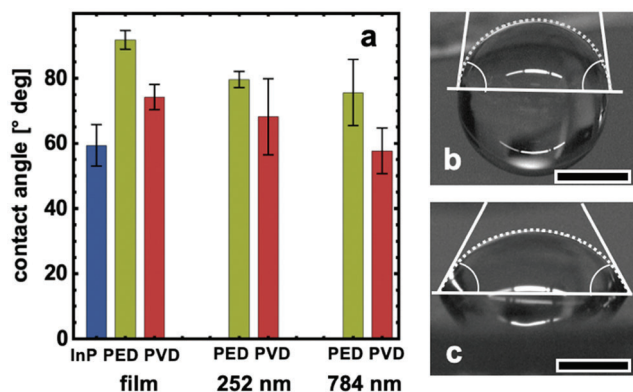 a
contact angle [° deg]
100
80
60
40
20
0
InP PED PVD PED PVD PED PVD
film 252 nm 784 nm
b
c